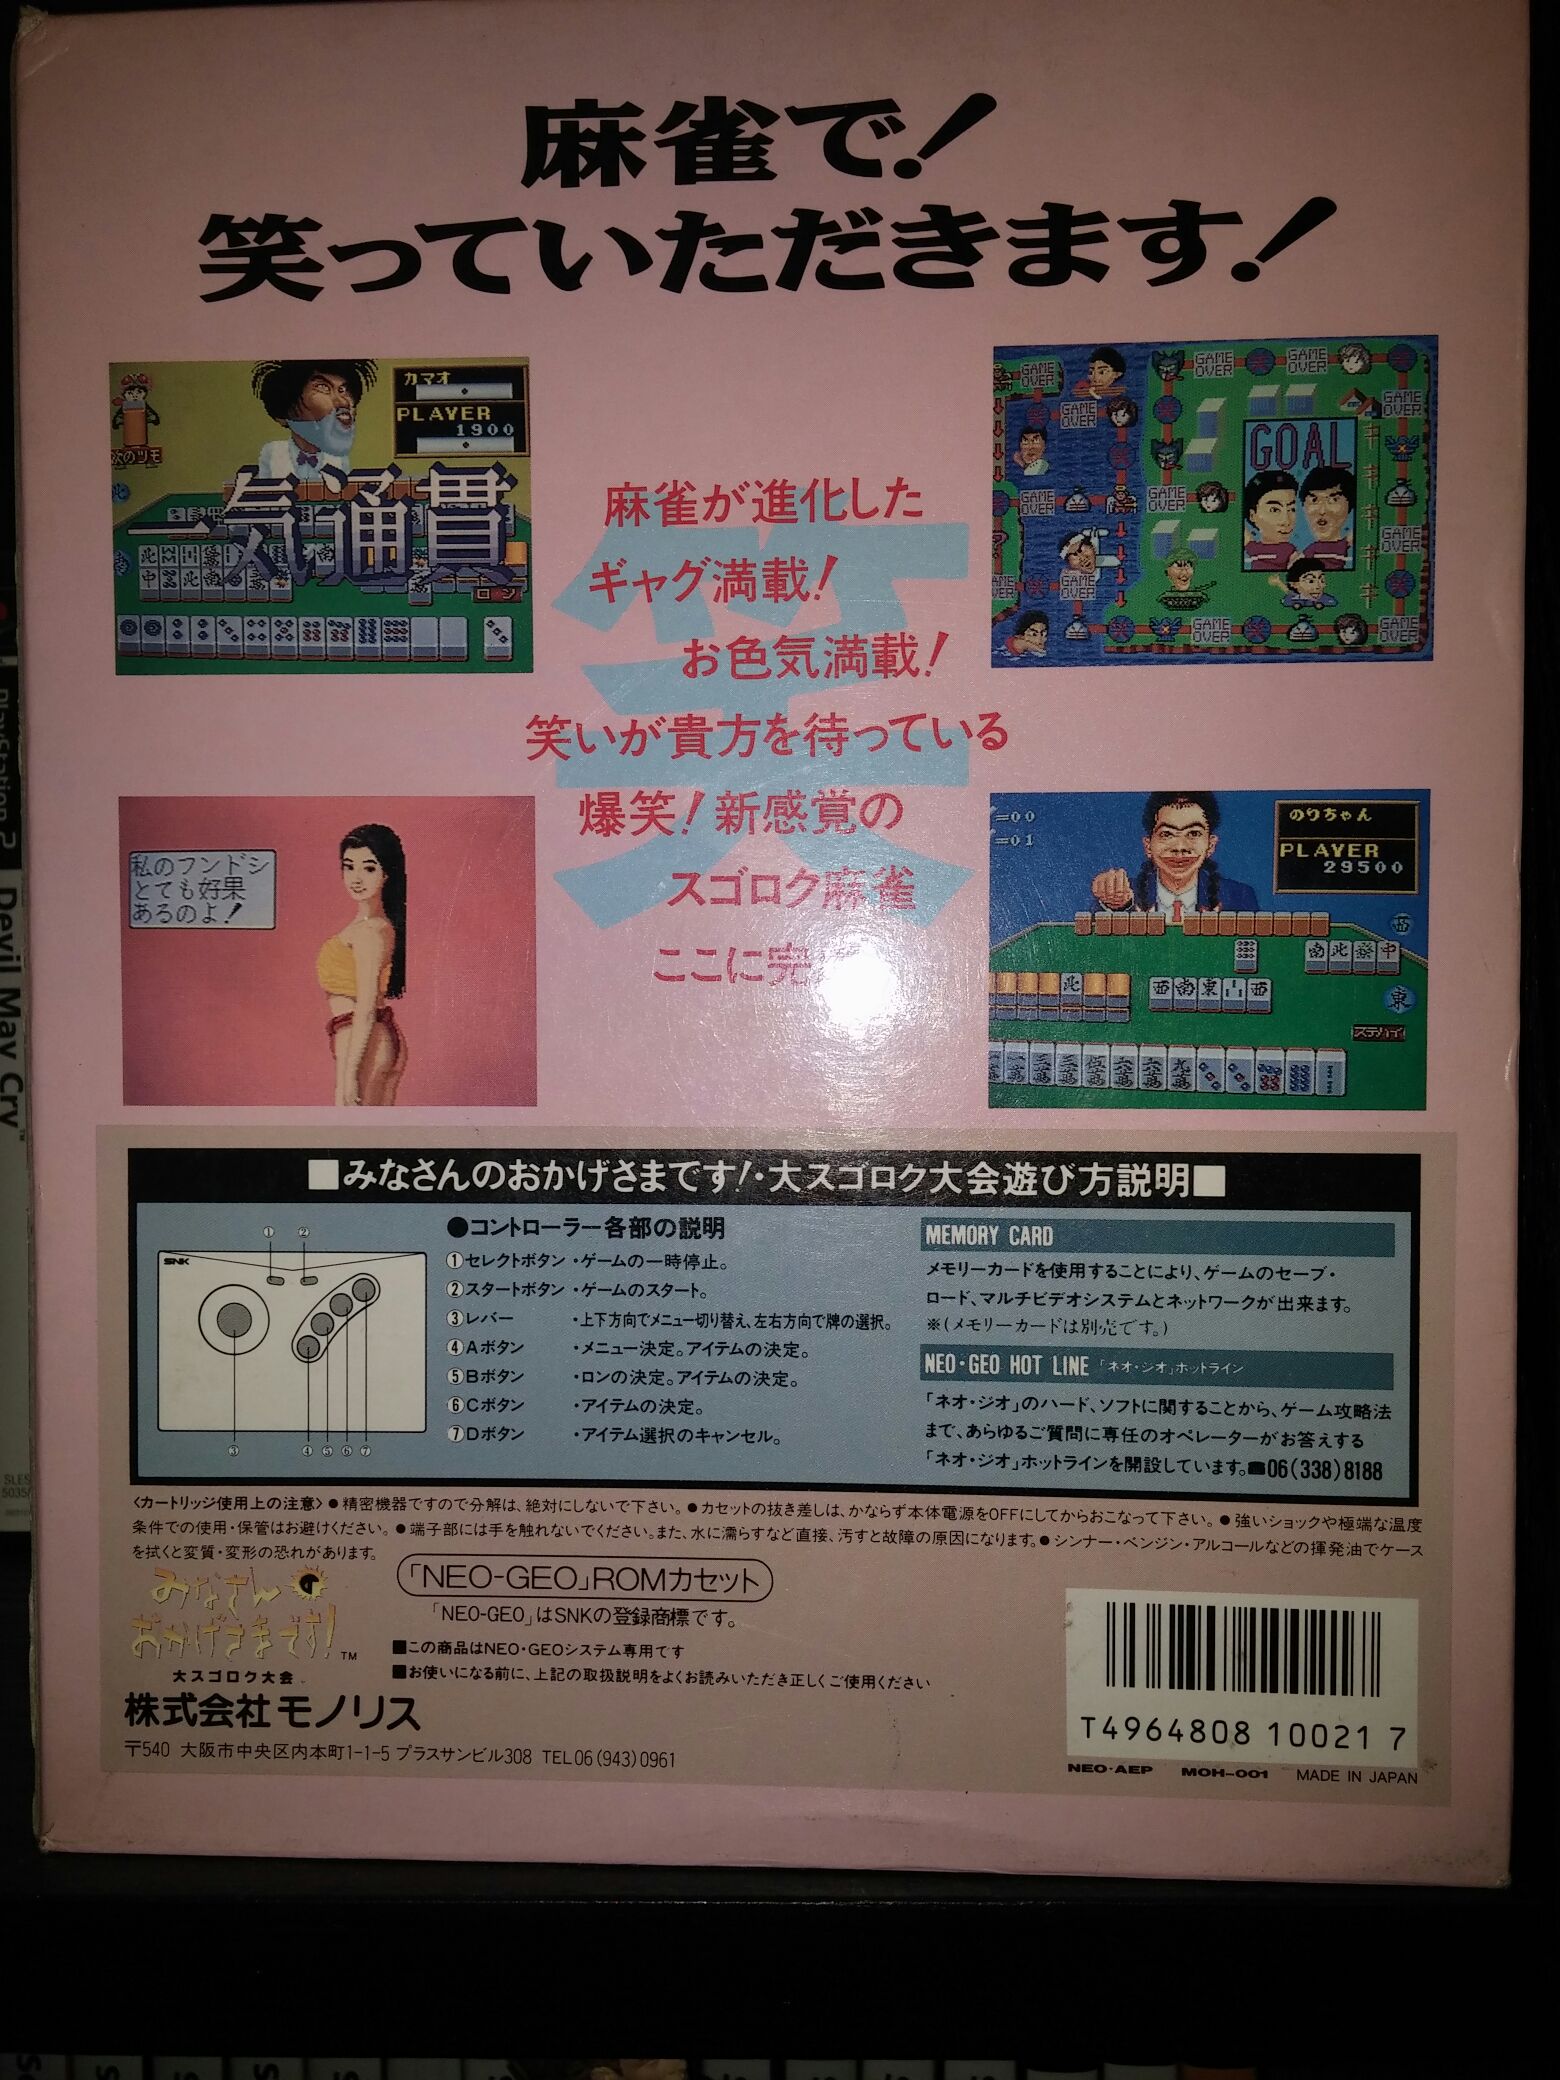 麻雀で!
笑っていただきます!
カマオ
PLAYER
1900
次のツモ
一気通貫
ロン
GAME OVER
GOAL
笑
麻雀が進化した
ギャグ満載!
お色気満載!
笑いが貴方を待っている
爆笑!新感覚の
スゴロク麻雀
ここに完
私のフンドシ
とても好果
あるのよ!
=00
=01
のりちゃん
PLAYER
29500
■みなさんのおかげさまです!・大スゴロク大会遊び方説明■
SNK
① ②
③ ④ ⑤ ⑥ ⑦
●コントローラー各部の説明
①セレクトボタン ・ゲームの一時停止。
②スタートボタン ・ゲームのスタート。
③レバー ・上下方向でメニュー切り替え、左右方向で牌の選択。
④Aボタン ・メニュー決定。アイテムの決定。
⑤Bボタン ・ロンの決定。アイテムの決定。
⑥Cボタン ・アイテムの決定。
⑦Dボタン ・アイテム選択のキャンセル。
MEMORY CARD
メモリーカードを使用することにより、ゲームのセーブ・
ロード、マルチビデオシステムとネットワークが出来ます。
※(メモリーカードは別売です。)
NEO・GEO HOT LINE 「ネオ・ジオ」ホットライン
「ネオ・ジオ」のハード、ソフトに関することから、ゲーム攻略法
まで、あらゆるご質問に専任のオペレーターがお答えする
「ネオ・ジオ」ホットラインを開設しています。☎06(338)8188
〈カートリッジ使用上の注意〉●精密機器ですので分解は、絶対にしないで下さい。●カセットの抜き差しは、かならず本体電源をOFFにしてからおこなって下さい。●強いショックや極端な温度
条件での使用・保管はお避けください。●端子部には手を触れないでください。また、水に濡らすなど直接、汚すと故障の原因になります。●シンナー・ベンジン・アルコールなどの揮発油でケース
を拭くと変質・変形の恐れがあります。
みなさん
おかげさまです!™
大スゴロク大会
「NEO-GEO」ROMカセット
「NEO-GEO」はSNKの登録商標です。
■この商品はNEO・GEOシステム専用です
■お使いになる前に、上記の取扱説明をよくお読みいただき正しくご使用ください
株式会社モノリス
〒540 大阪市中央区内本町1-1-5 プラスサンビル308 TEL06(943)0961
T4964808 10021 7
NEO・AEP MOH-001 MADE IN JAPAN
PlayStation 2
Devil May Cry™
SLES